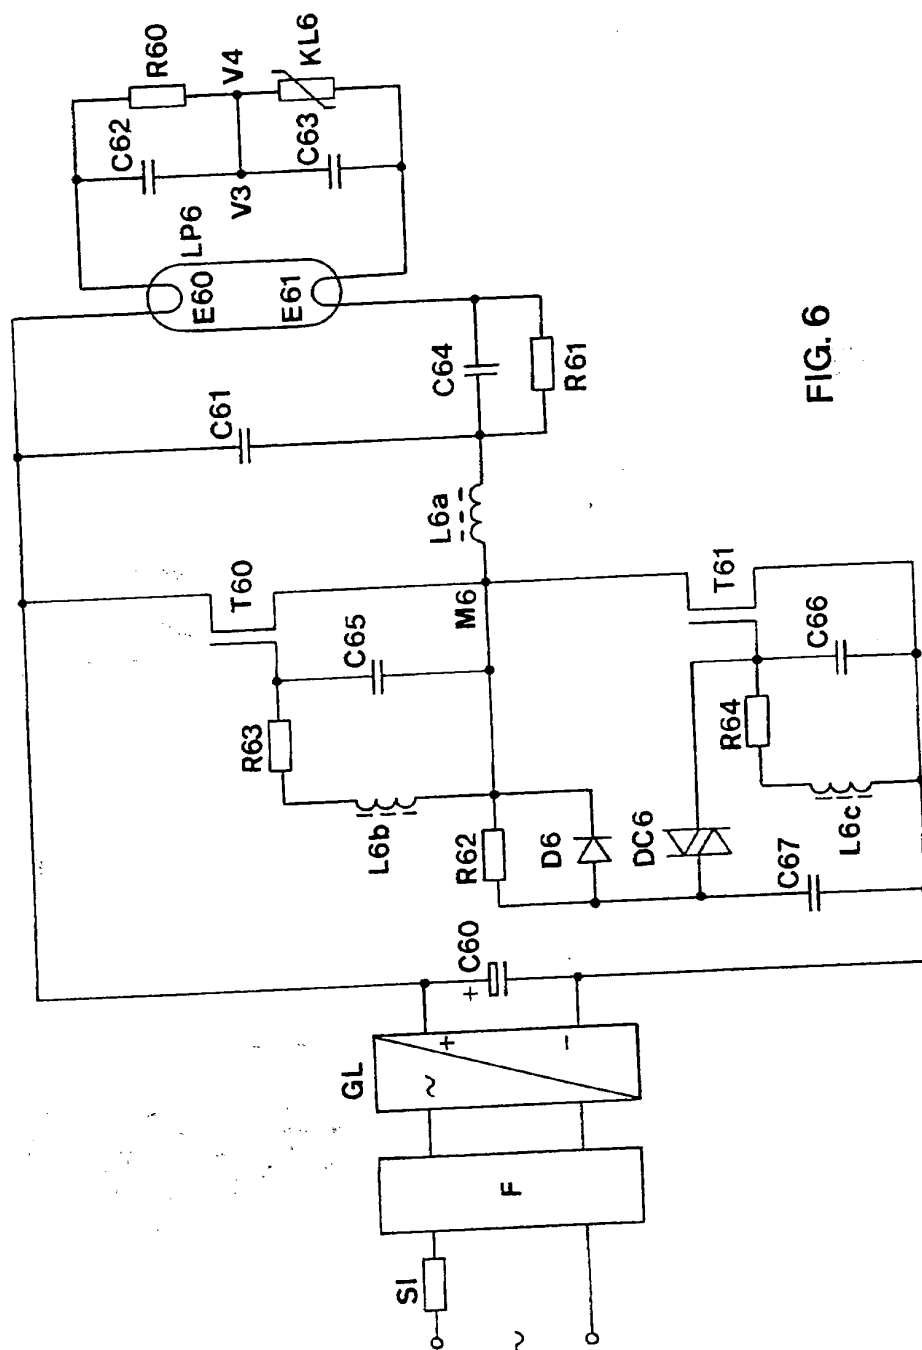 SI
~
F
GL
~
+
−
+
C60
R62
D6
DC6
C67
L6b
R63
C65
T60
M6
L6a
L6c
R64
C66
T61
C61
C64
R61
LP6
E60
E61
C62
R60
V3
V4
C63
KL6
FIG. 6